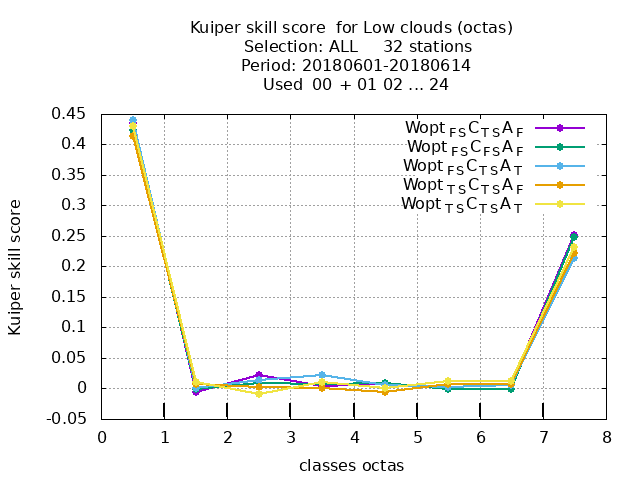 Kuiper skill score for Low clouds (octas)
Selection: ALL 32 stations
Period: 20180601-20180614
Used 00 + 01 02 ... 24
Wopt FS C TS A F
Wopt FS C FS A F
Wopt FS C TS A T
Wopt TS C TS A F
Wopt TS C TS A T
0.45
0.4
0.35
0.3
0.25
0.2
0.15
0.1
0.05
0
-0.05
Kuiper skill score
0 1 2 3 4 5 6 7 8
classes octas